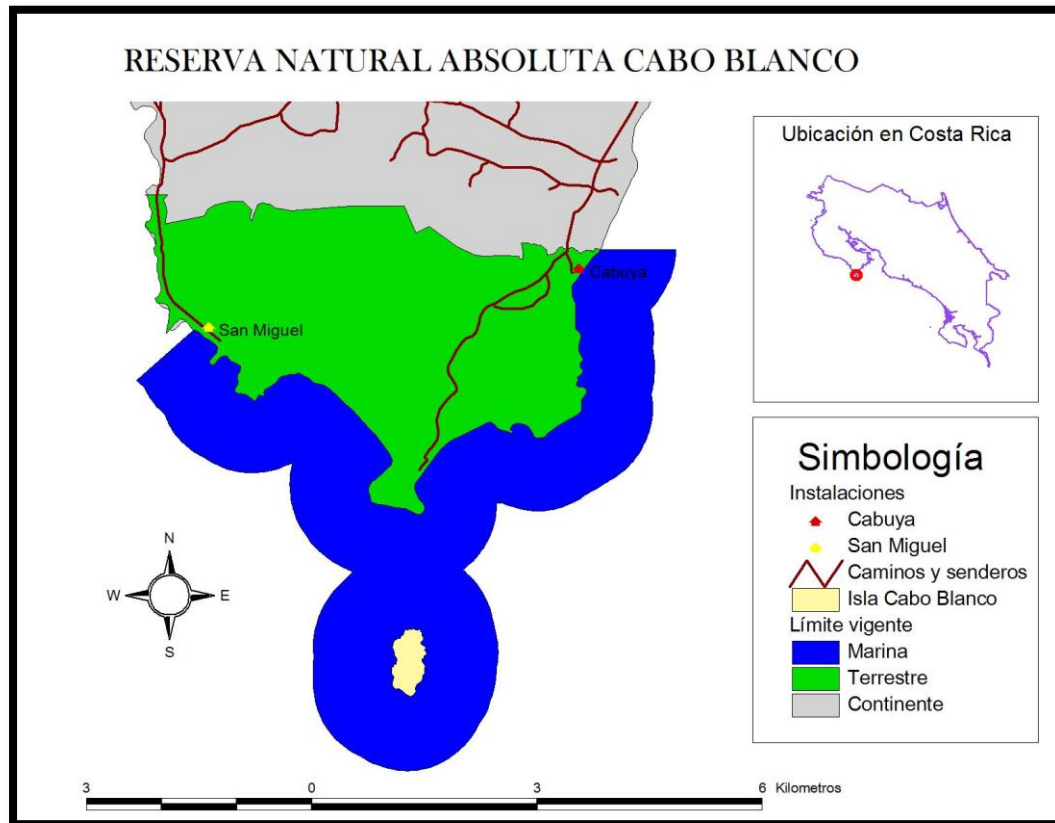 RESERVA NATURAL ABSOLUTA CABO BLANCO
Ubicación en Costa Rica
Cabuya
San Miguel
N
W E
S
Simbología
Instalaciones
Cabuya
San Miguel
Caminos y senderos
Isla Cabo Blanco
Límite vigente
Marina
Terrestre
Continente
3 0 3 6 Kilometros